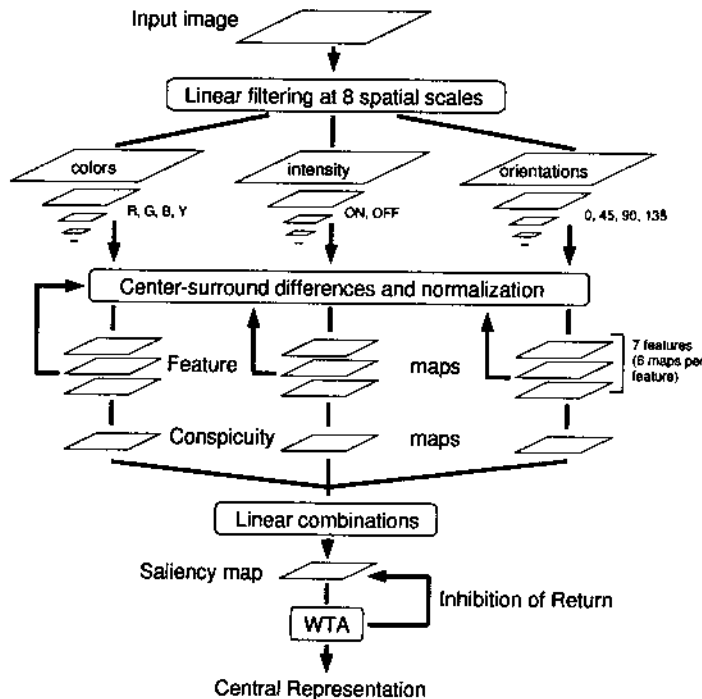 Input image
Linear filtering at 8 spatial scales
colors
intensity
orientations
R, G, B, Y
ON, OFF
0, 45, 90, 135
Center-surround differences and normalization
7 features
(6 maps per
feature)
Feature maps
Conspicuity maps
Linear combinations
Saliency map
Inhibition of Return
WTA
Central Representation